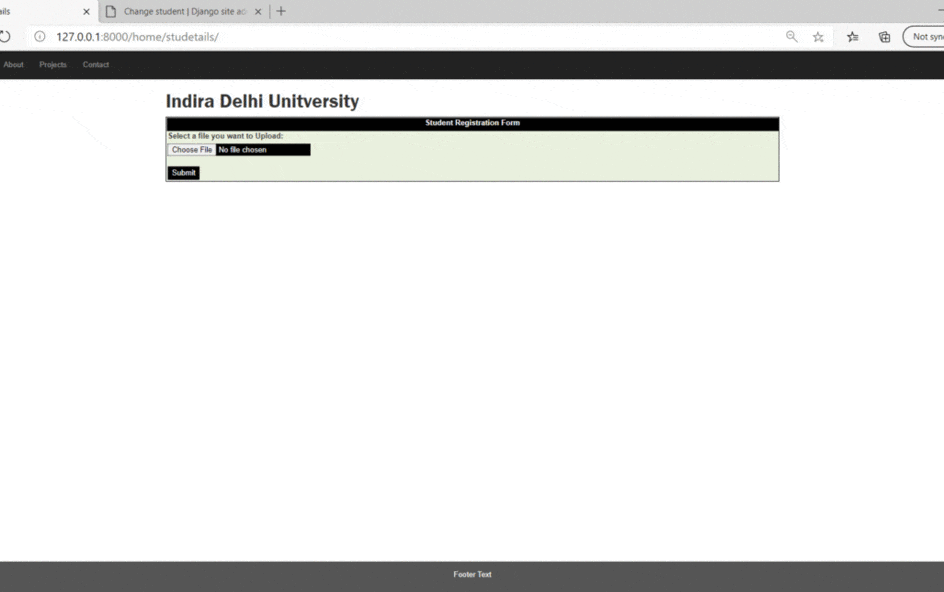 ails
Change student | Django site ad
127.0.0.1:8000/home/studetails/
Not sync
About Projects Contact
Indira Delhi Unitversity
Student Registration Form
Select a file you want to Upload:
Choose File No file chosen
Submit
Footer Text